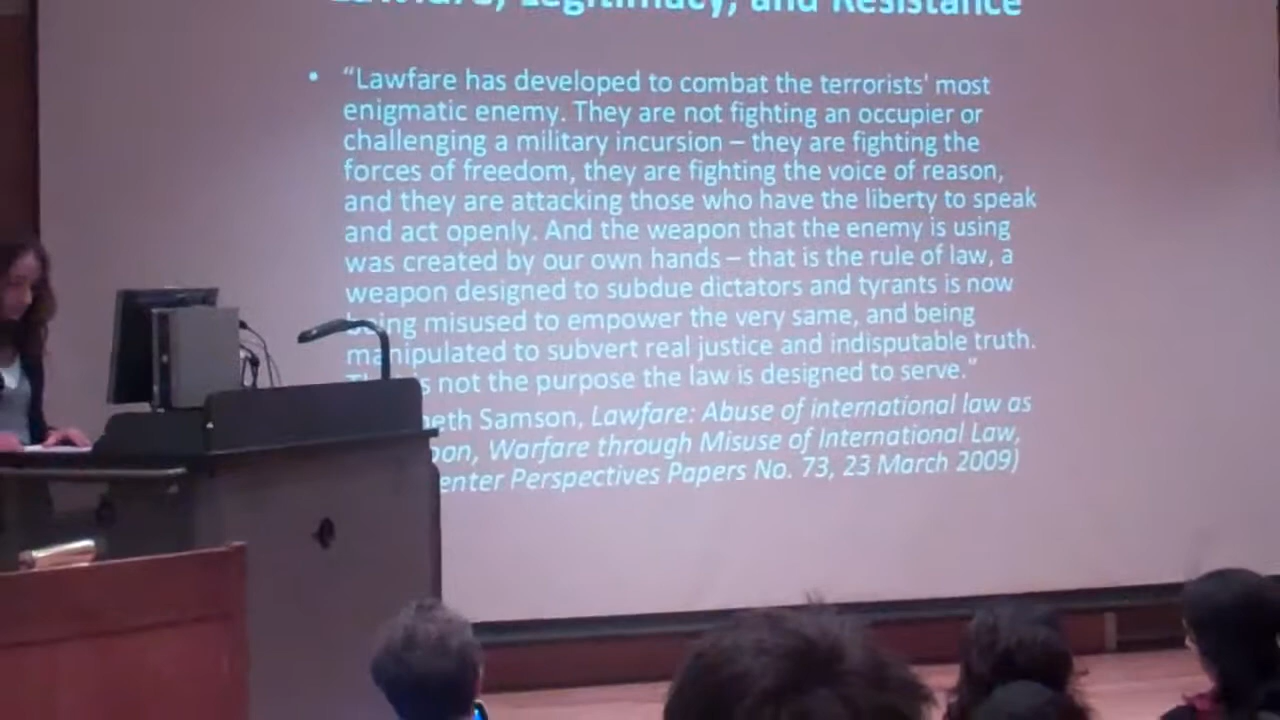 Lawfare, Legitimacy, and Resistance
• “Lawfare has developed to combat the terrorists' most
enigmatic enemy. They are not fighting an occupier or
challenging a military incursion – they are fighting the
forces of freedom, they are fighting the voice of reason,
and they are attacking those who have the liberty to speak
and act openly. And the weapon that the enemy is using
was created by our own hands – that is the rule of law, a
weapon designed to subdue dictators and tyrants is now
being misused to empower the very same, and being
manipulated to subvert real justice and indisputable truth.
not the purpose the law is designed to serve.”
Samson, Lawfare: Abuse of international law as
Warfare through Misuse of International Law,
Perspectives Papers No. 73, 23 March 2009)